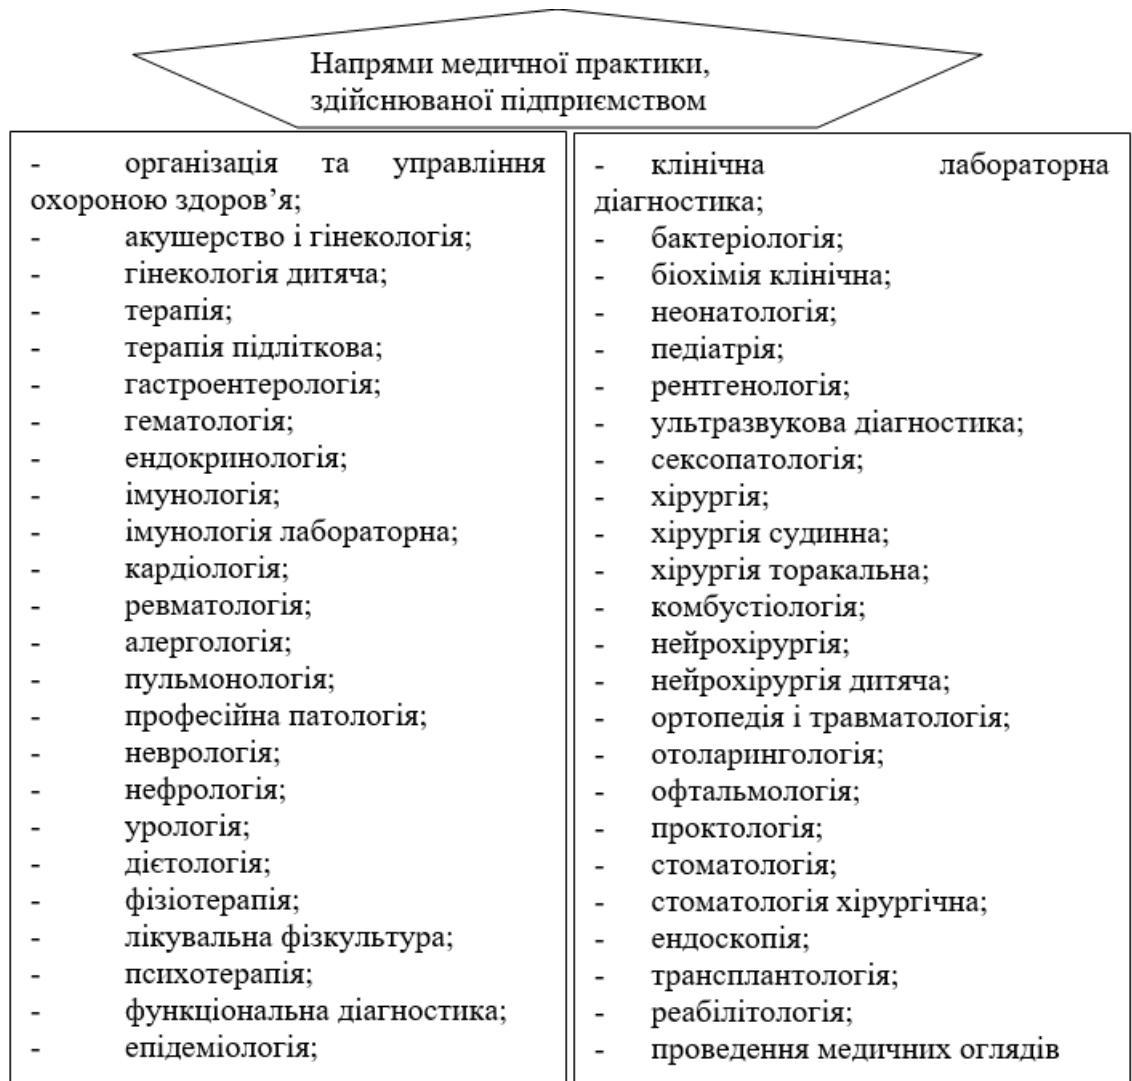 Напрями медичної практики,
здійснюваної підприємством
- організація та управління
охороною здоров’я;
- акушерство і гінекологія;
- гінекологія дитяча;
- терапія;
- терапія підліткова;
- гастроентерологія;
- гематологія;
- ендокринологія;
- імунологія;
- імунологія лабораторна;
- кардіологія;
- ревматологія;
- алергологія;
- пульмонологія;
- професійна патологія;
- неврологія;
- нефрологія;
- урологія;
- дієтологія;
- фізіотерапія;
- лікувальна фізкультура;
- психотерапія;
- функціональна діагностика;
- епідеміологія;
- клінічна лабораторна
діагностика;
- бактеріологія;
- біохімія клінічна;
- неонатологія;
- педіатрія;
- рентгенологія;
- ультразвукова діагностика;
- сексопатологія;
- хірургія;
- хірургія судинна;
- хірургія торакальна;
- комбустіологія;
- нейрохірургія;
- нейрохірургія дитяча;
- ортопедія і травматологія;
- отоларингологія;
- офтальмологія;
- проктологія;
- стоматологія;
- стоматологія хірургічна;
- ендоскопія;
- трансплантологія;
- реабілітологія;
- проведення медичних оглядів